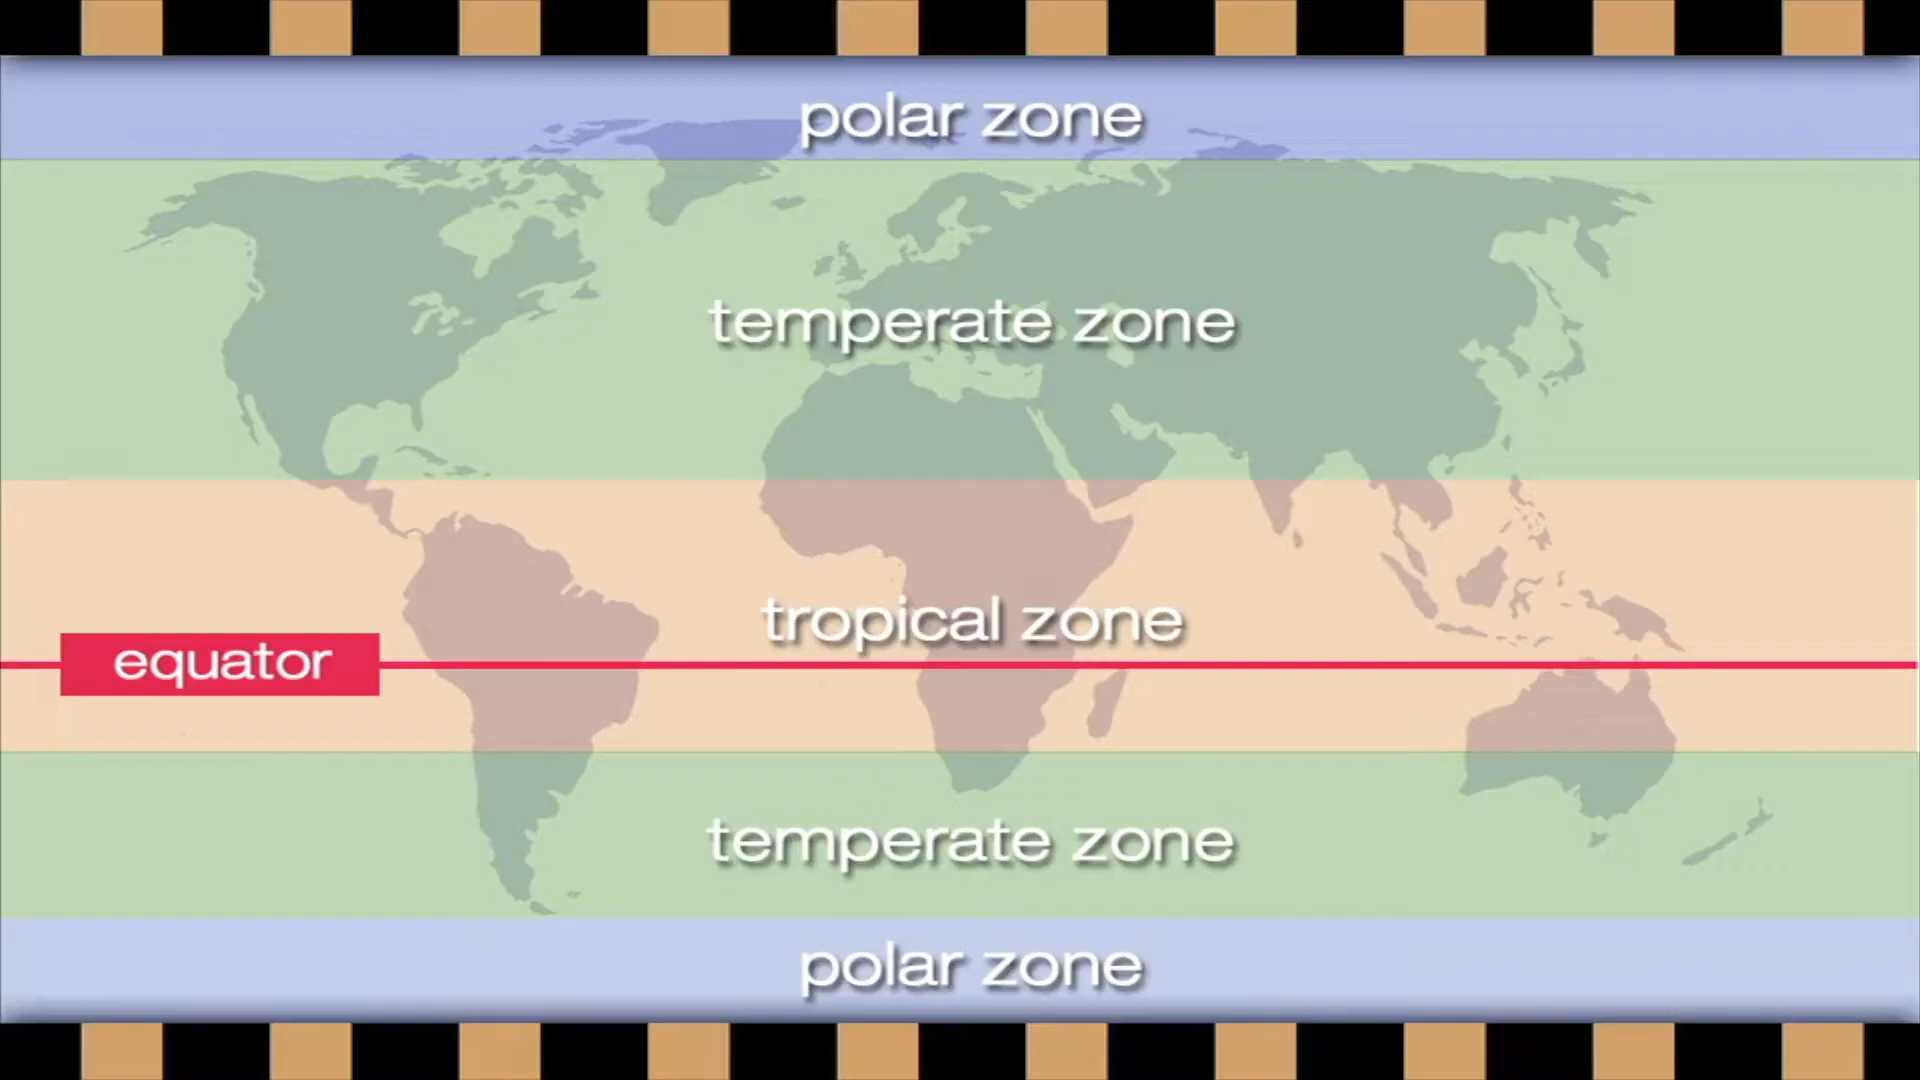 polar zone
temperate zone
tropical zone
equator
temperate zone
polar zone